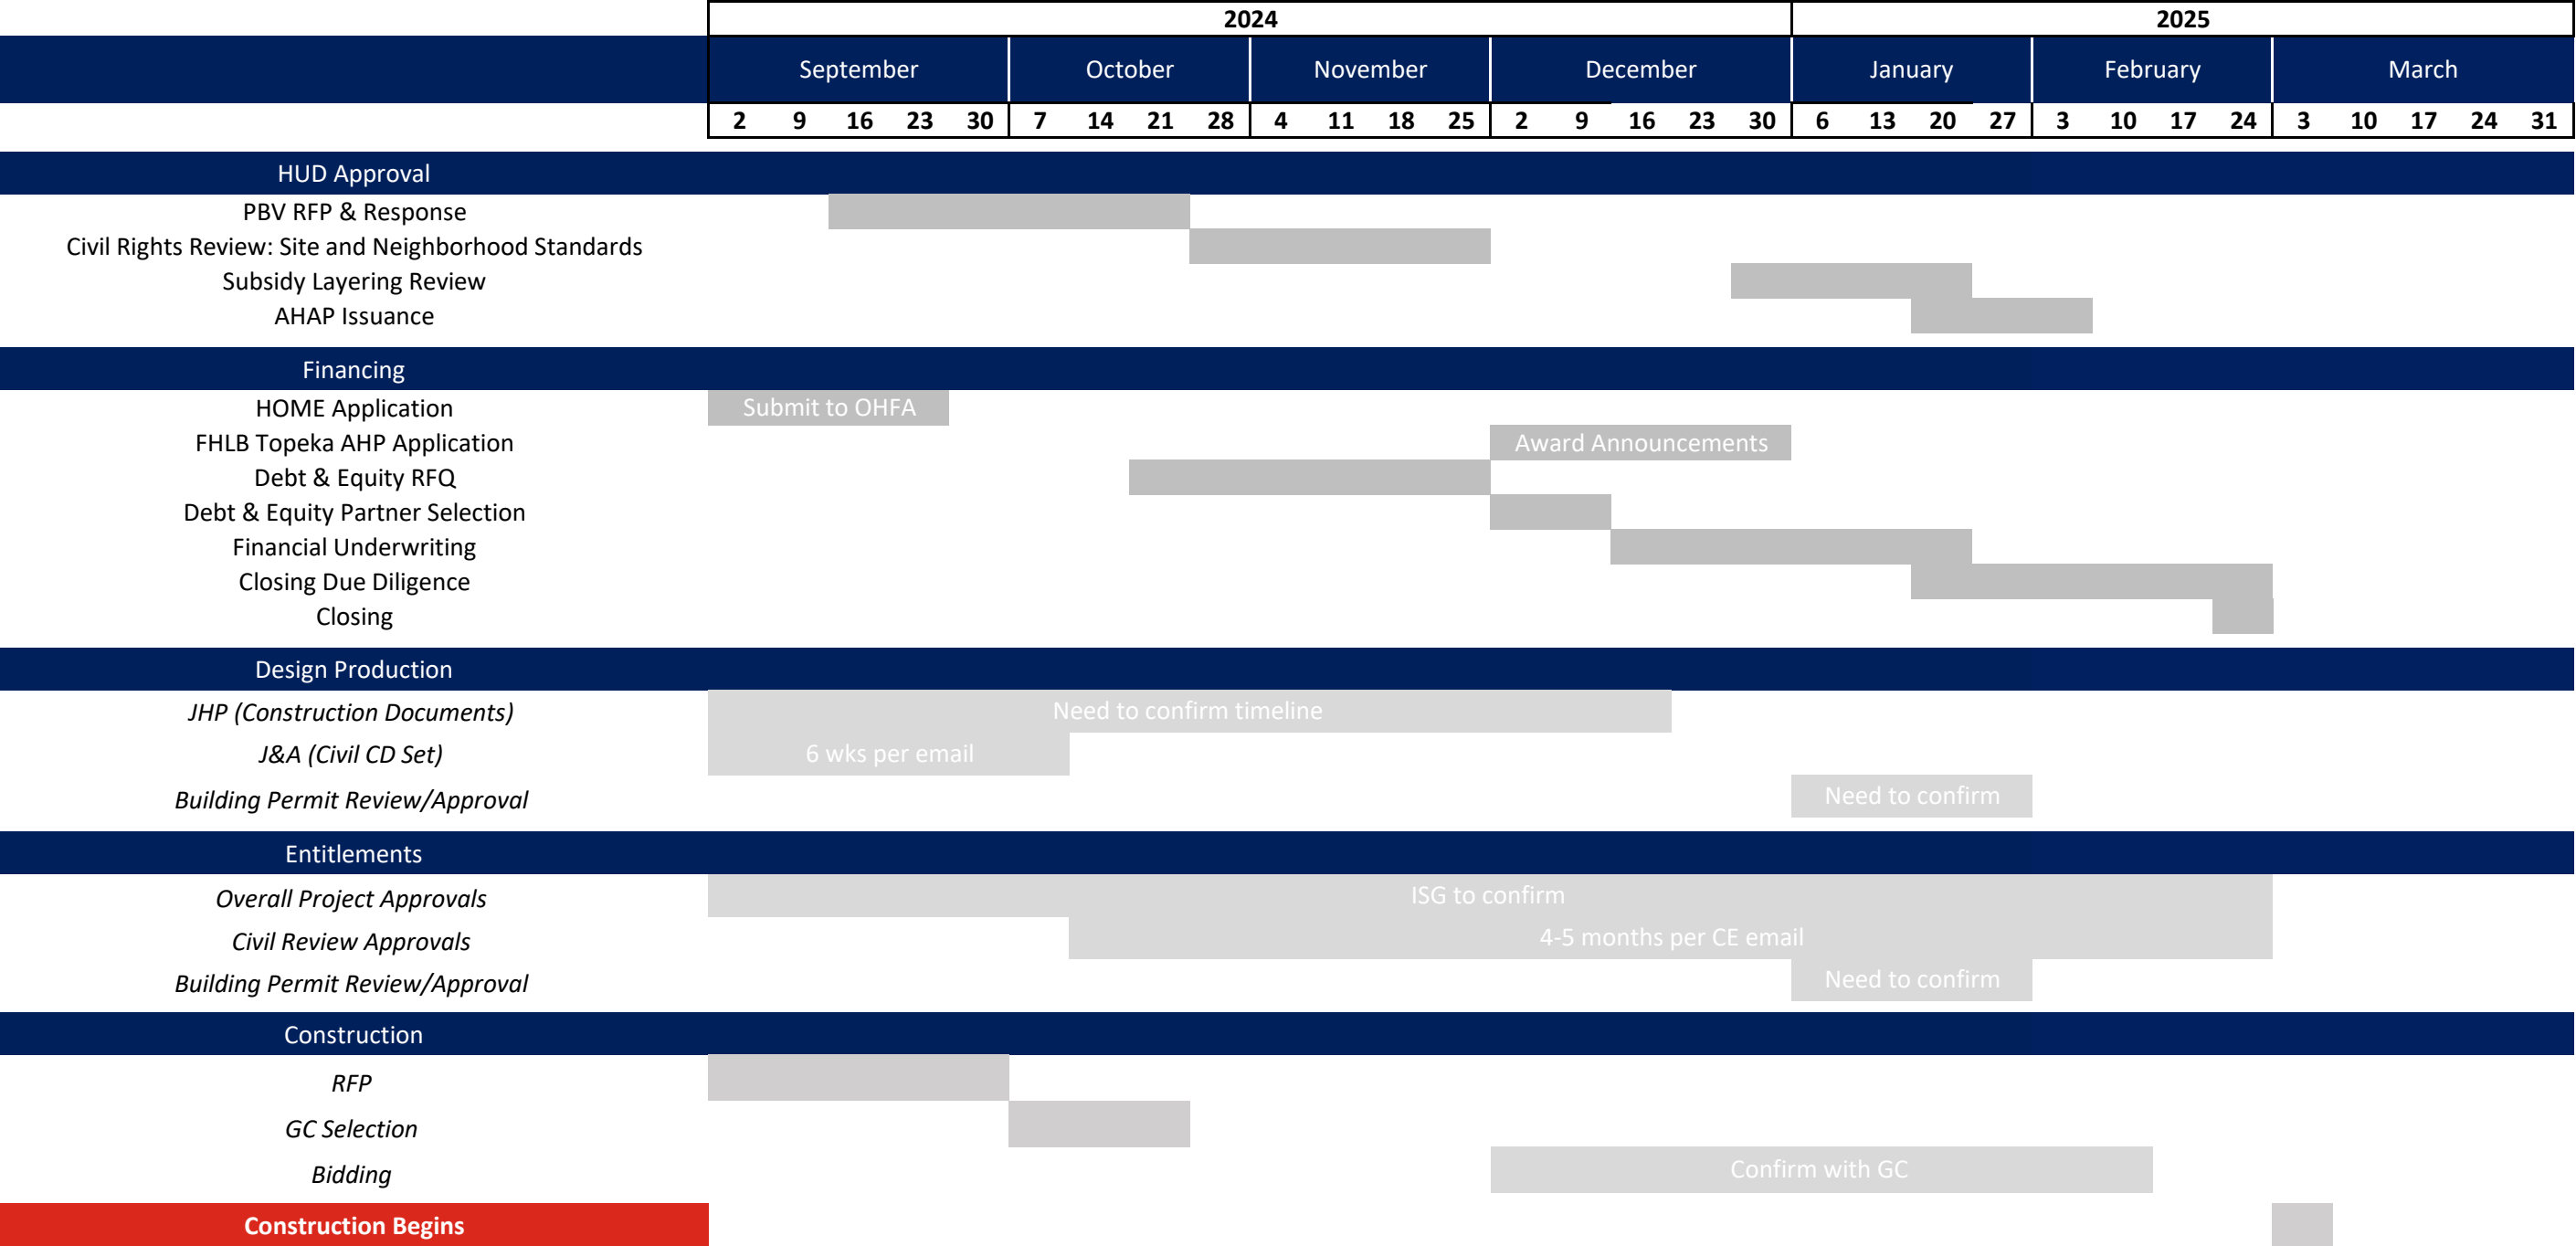 2024 2025
September October November December January February March
2 9 16 23 30 7 14 21 28 4 11 18 25 2 9 16 23 30 6 13 20 27 3 10 17 24 3 10 17 24 31
HUD Approval
PBV RFP & Response
Civil Rights Review: Site and Neighborhood Standards
Subsidy Layering Review
AHAP Issuance
Financing
HOME Application Submit to OHFA
FHLB Topeka AHP Application Award Announcements
Debt & Equity RFQ
Debt & Equity Partner Selection
Financial Underwriting
Closing Due Diligence
Closing
Design Production
JHP (Construction Documents) Need to confirm timeline
J&A (Civil CD Set) 6 wks per email
Building Permit Review/Approval Need to confirm
Entitlements
Overall Project Approvals ISG to confirm
Civil Review Approvals 4-5 months per CE email
Building Permit Review/Approval Need to confirm
Construction
RFP
GC Selection
Bidding Confirm with GC
Construction Begins